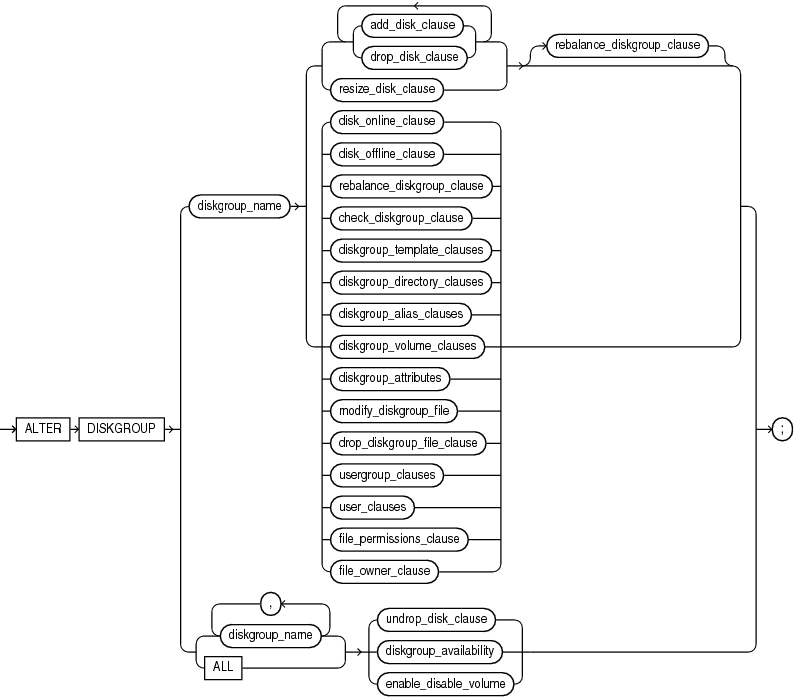 add_disk_clause
rebalance_diskgroup_clause
drop_disk_clause
resize_disk_clause
disk_online_clause
disk_offline_clause
rebalance_diskgroup_clause
diskgroup_name
check_diskgroup_clause
diskgroup_template_clauses
diskgroup_directory_clauses
diskgroup_alias_clauses
diskgroup_volume_clauses
diskgroup_attributes
modify_diskgroup_file
ALTER DISKGROUP ;
drop_diskgroup_file_clause
usergroup_clauses
user_clauses
file_permissions_clause
file_owner_clause
,
undrop_disk_clause
diskgroup_name
diskgroup_availability
ALL
enable_disable_volume